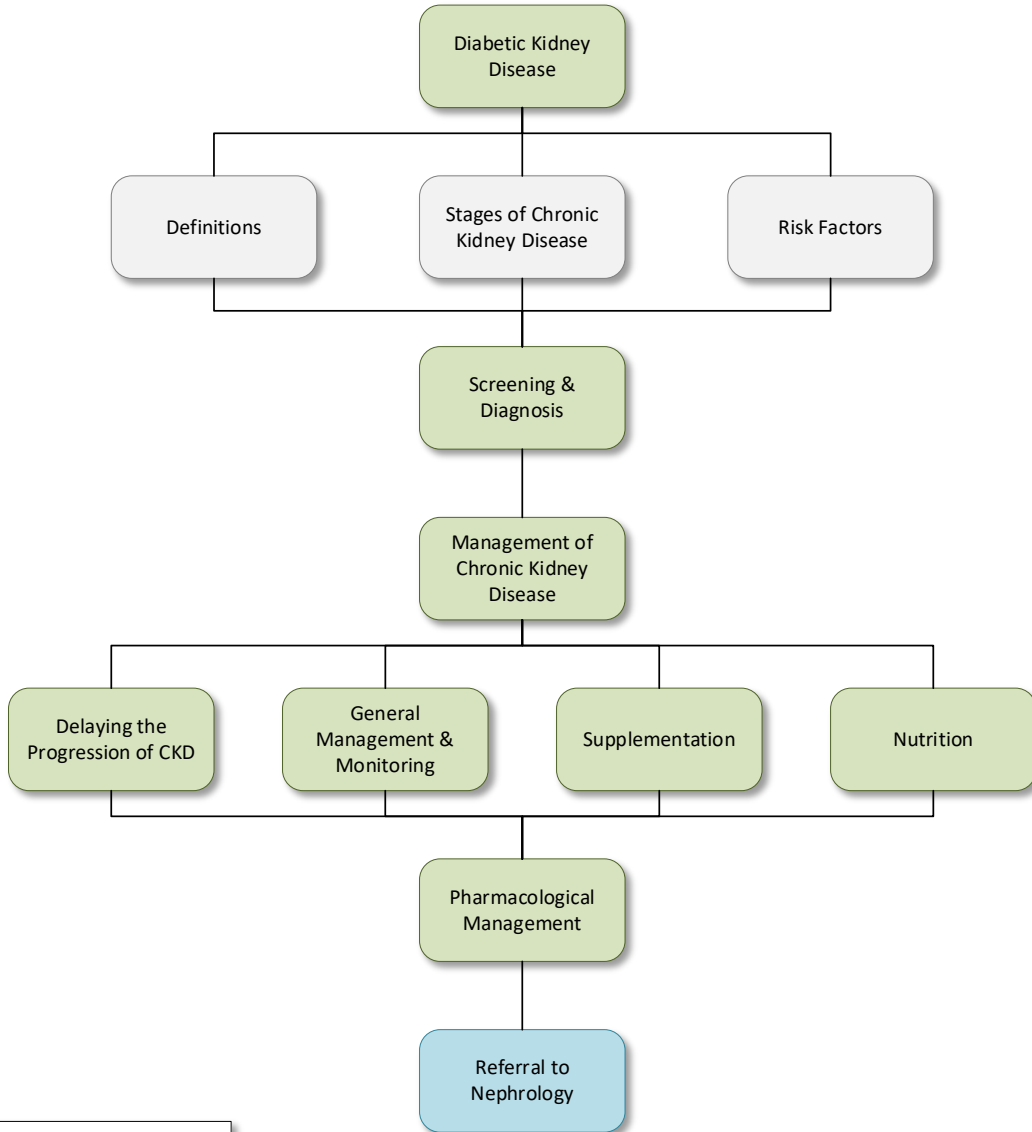 Diabetic Kidney
Disease
Definitions
Stages of Chronic
Kidney Disease
Risk Factors
Screening &
Diagnosis
Management of
Chronic Kidney
Disease
Delaying the
Progression of CKD
General
Management &
Monitoring
Supplementation
Nutrition
Pharmacological
Management
Referral to
Nephrology